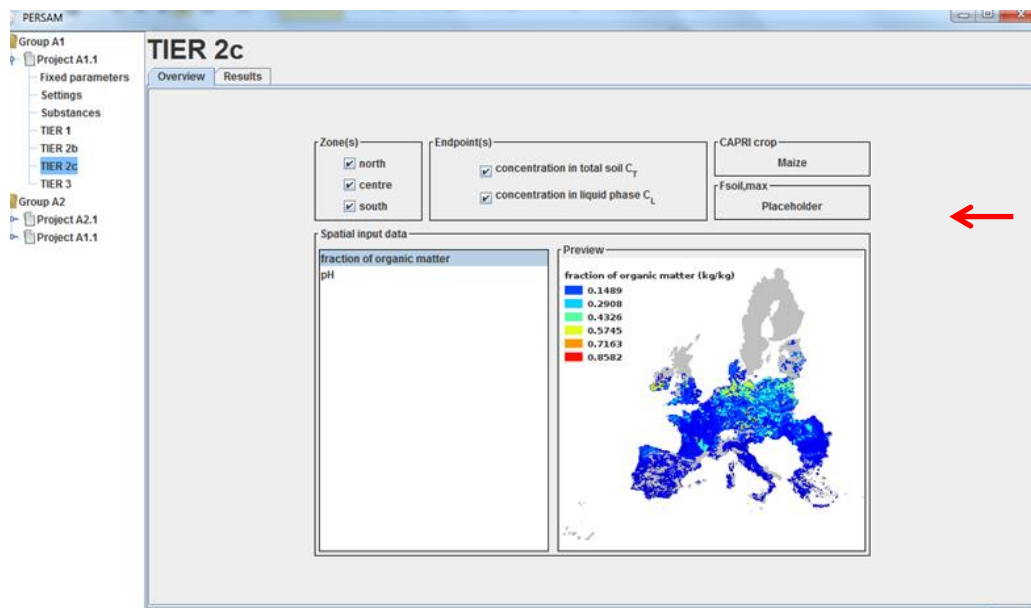 PERSAM
Group A1
Project A1.1
Fixed parameters
Settings
Substances
TIER 1
TIER 2b
TIER 2c
TIER 3
Group A2
Project A2.1
Project A1.1
TIER 2c
Overview Results
Zone(s)
north
centre
south
Endpoint(s)
concentration in total soil C_T
concentration in liquid phase C_L
CAPRI crop
Maize
Fsoil,max
Placeholder
Spatial input data
fraction of organic matter
pH
Preview
fraction of organic matter (kg/kg)
0.1489
0.2908
0.4326
0.5745
0.7163
0.8582